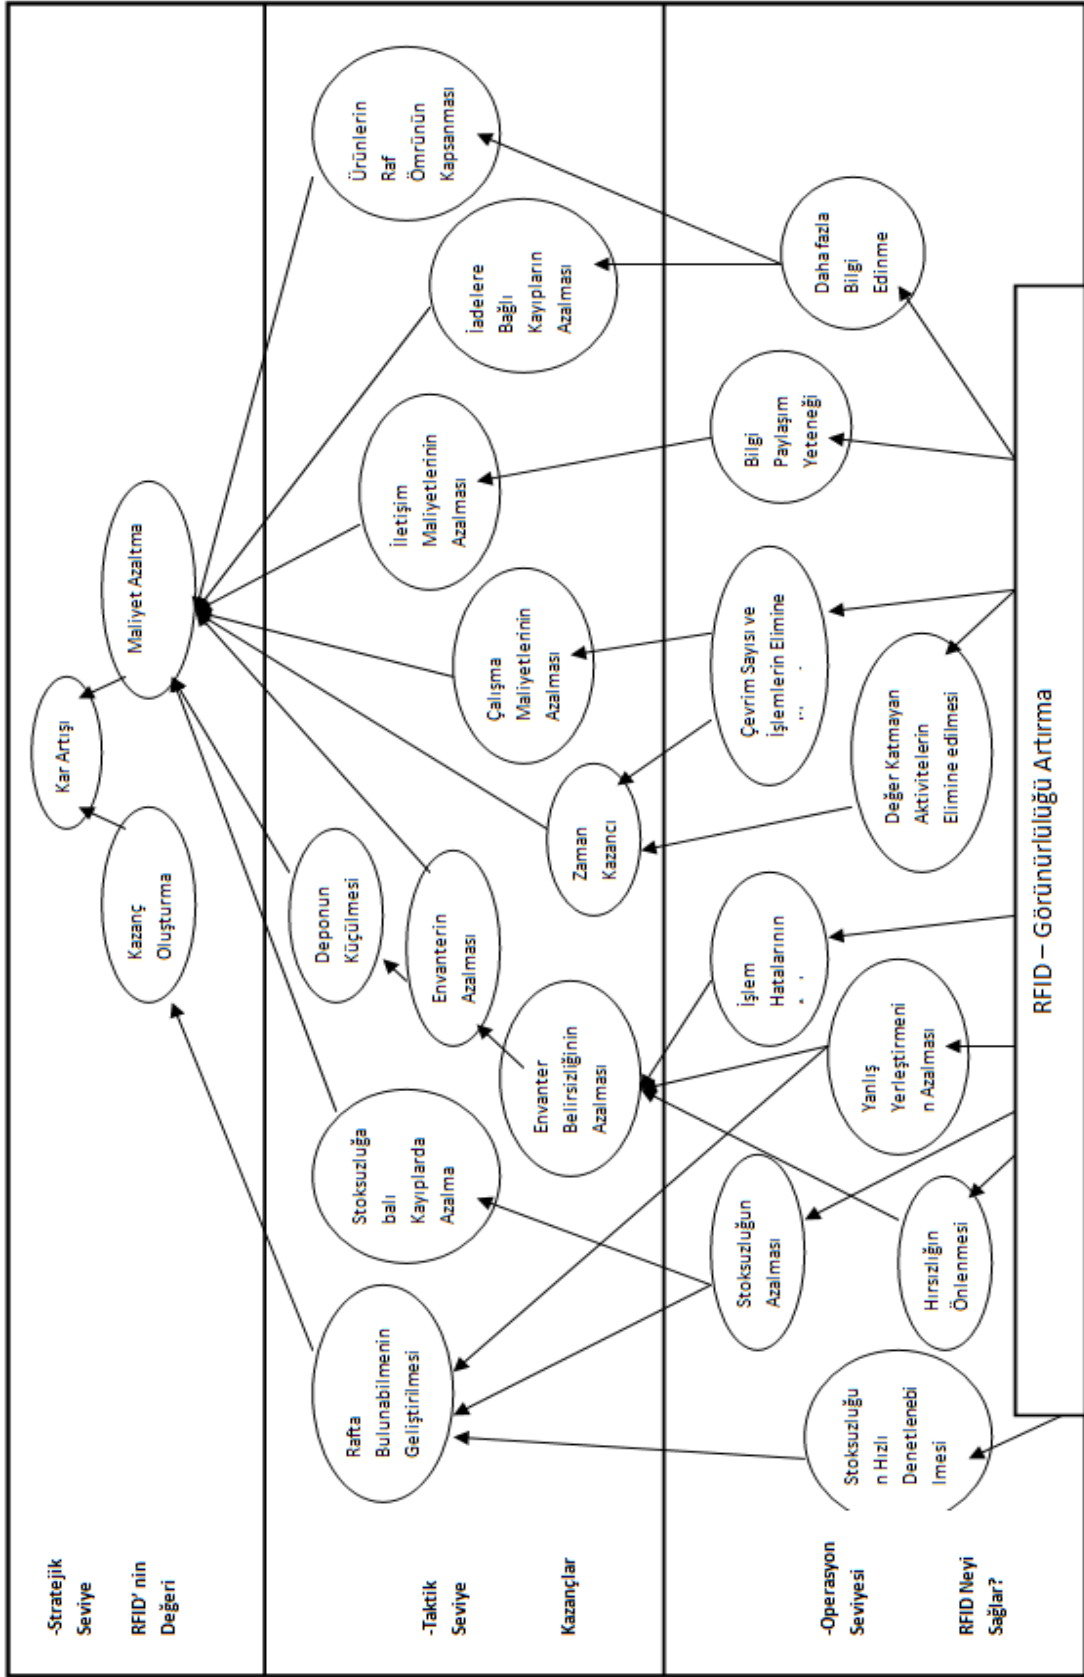 -Stratejik
Seviye
RFID' nin
Değeri
Kar Artışı
Kazanç
Oluşturma
Maliyet Azaltma
-Taktik
Seviye
Kazançlar
Rafta
Bulunabilmenin
Geliştirilmesi
Stoksuzluğa
balı
Kayıplarda
Azalma
Envanter
Belirsizliğinin
Azalması
Envanterin
Azalması
Deponun
Küçülmesi
Zaman
Kazancı
Çalışma
Maliyetlerinin
Azalması
İletişim
Maliyetlerinin
Azalması
İadelere
Bağlı
Kayıpların
Azalması
Ürünlerin
Raf
Ömrünün
Kapsanması
-Operasyon
Seviyesi
RFID Neyi
Sağlar?
Stoksuzluğu
n Hızlı
Denetlenebi
lmesi
Stoksuzluğun
Azalması
Hırsızlığın
Önlenmesi
Yanlış
Yerleştirmeni
n Azalması
İşlem
Hatalarının
Değer Katmayan
Aktivitelerin
Elimine edilmesi
Çevrim Sayısı ve
İşlemlerin Elimine
Bilgi
Paylaşım
Yeteneği
Daha fazla
Bilgi
Edinme
RFID – Görünürlülüğü Artırma